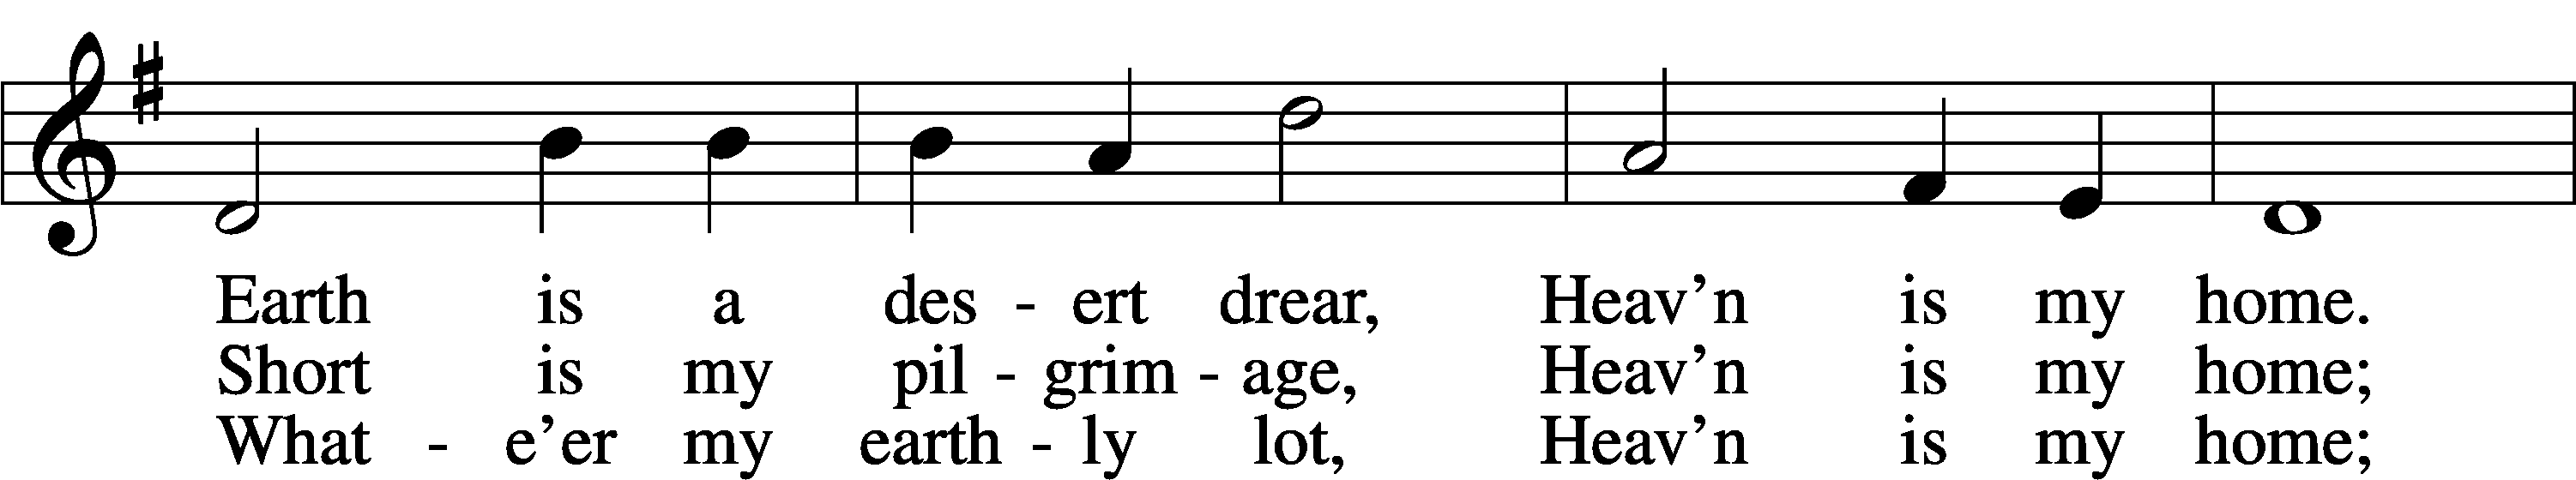 Earth is a des - ert drear, Heav’n is my home.
Short is my pil - grim - age, Heav’n is my home;
What - e’er my earth - ly lot, Heav’n is my home;